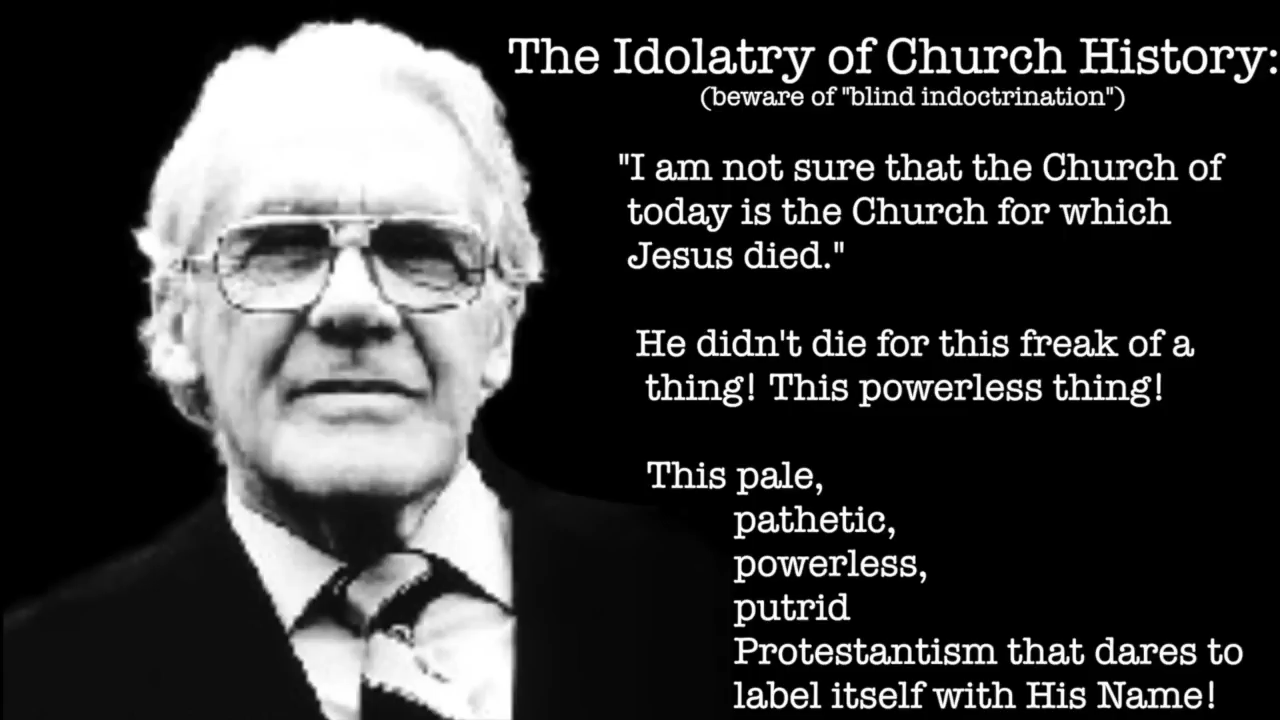 The Idolatry of Church History:
(beware of "blind indoctrination")
"I am not sure that the Church of
today is the Church for which
Jesus died."
He didn't die for this freak of a
thing! This powerless thing!
This pale,
pathetic,
powerless,
putrid
Protestantism that dares to
label itself with His Name!